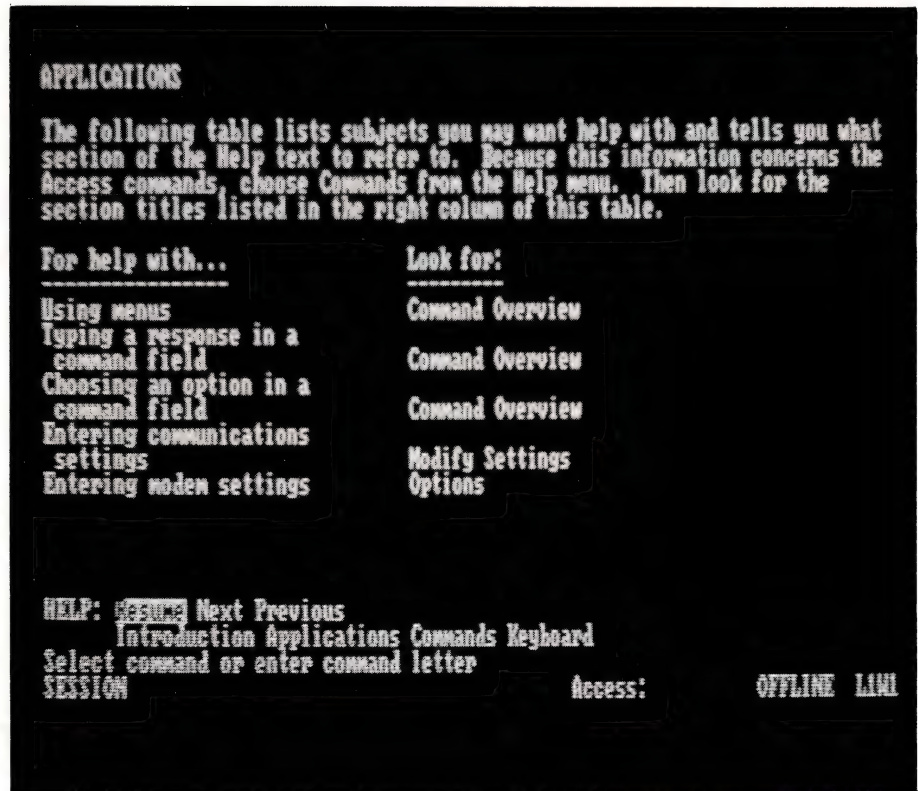 APPLICATIONS
The following table lists subjects you may want help with and tells you what
section of the Help text to refer to. Because this information concerns the
Access commands, choose Commands from the Help menu. Then look for the
section titles listed in the right column of this table.
For help with... Look for:
Using menus Command Overview
Typing a response in a
command field Command Overview
Choosing an option in a
command field Command Overview
Entering communications
settings Modify Settings
Entering modem settings Options
HELP: Resume Next Previous
Introduction Applications Commands Keyboard
Select command or enter command letter
SESSION Access: OFFLINE L1W1